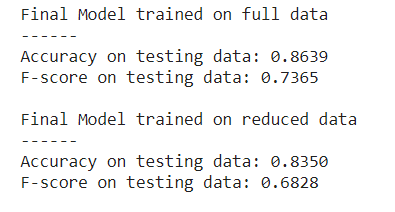 Final Model trained on full data
------
Accuracy on testing data: 0.8639
F-score on testing data: 0.7365

Final Model trained on reduced data
------
Accuracy on testing data: 0.8350
F-score on testing data: 0.6828